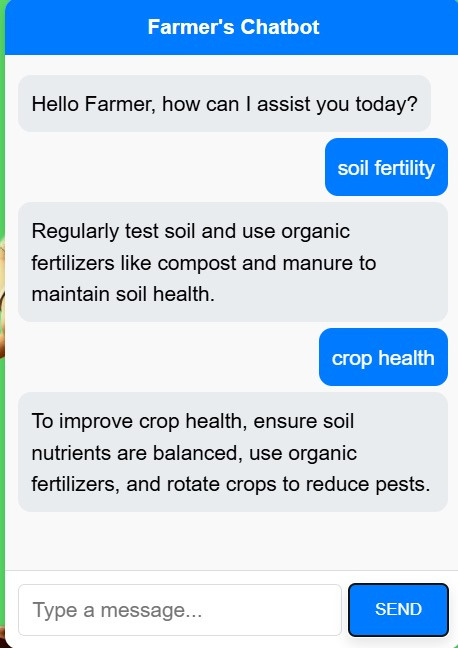 Farmer's Chatbot
Hello Farmer, how can I assist you today?
soil fertility
Regularly test soil and use organic
fertilizers like compost and manure to
maintain soil health.
crop health
To improve crop health, ensure soil
nutrients are balanced, use organic
fertilizers, and rotate crops to reduce pests.
Type a message...
SEND